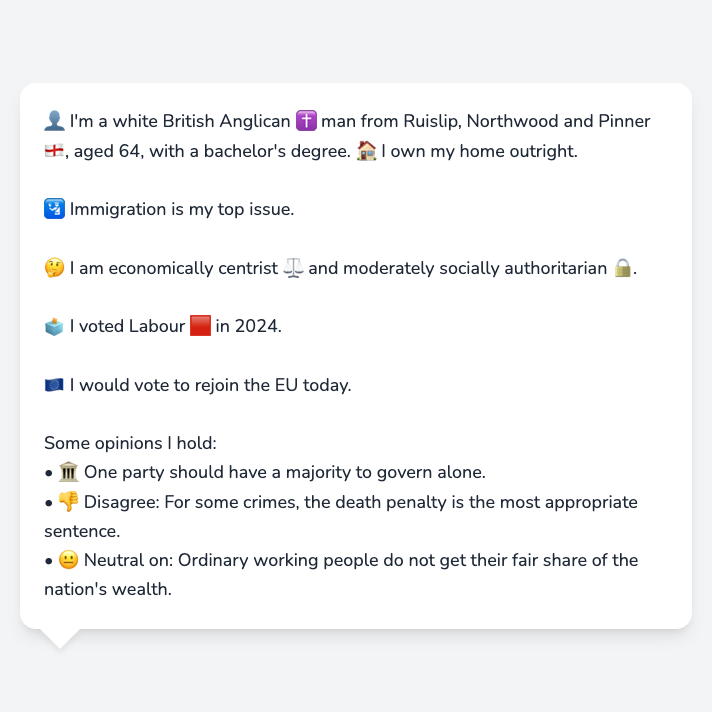 👤 I'm a white British Anglican ✝️ man from Ruislip, Northwood and Pinner
🏴󠁧󠁢󠁥󠁮󠁧󠁿, aged 64, with a bachelor's degree. 🏠 I own my home outright.
🛂 Immigration is my top issue.
🤔 I am economically centrist ⚖️ and moderately socially authoritarian 🔒.
🗳️ I voted Labour 🟥 in 2024.
🇪🇺 I would vote to rejoin the EU today.
Some opinions I hold:
• 🏛️ One party should have a majority to govern alone.
• 👎 Disagree: For some crimes, the death penalty is the most appropriate
sentence.
• 😐 Neutral on: Ordinary working people do not get their fair share of the
nation's wealth.